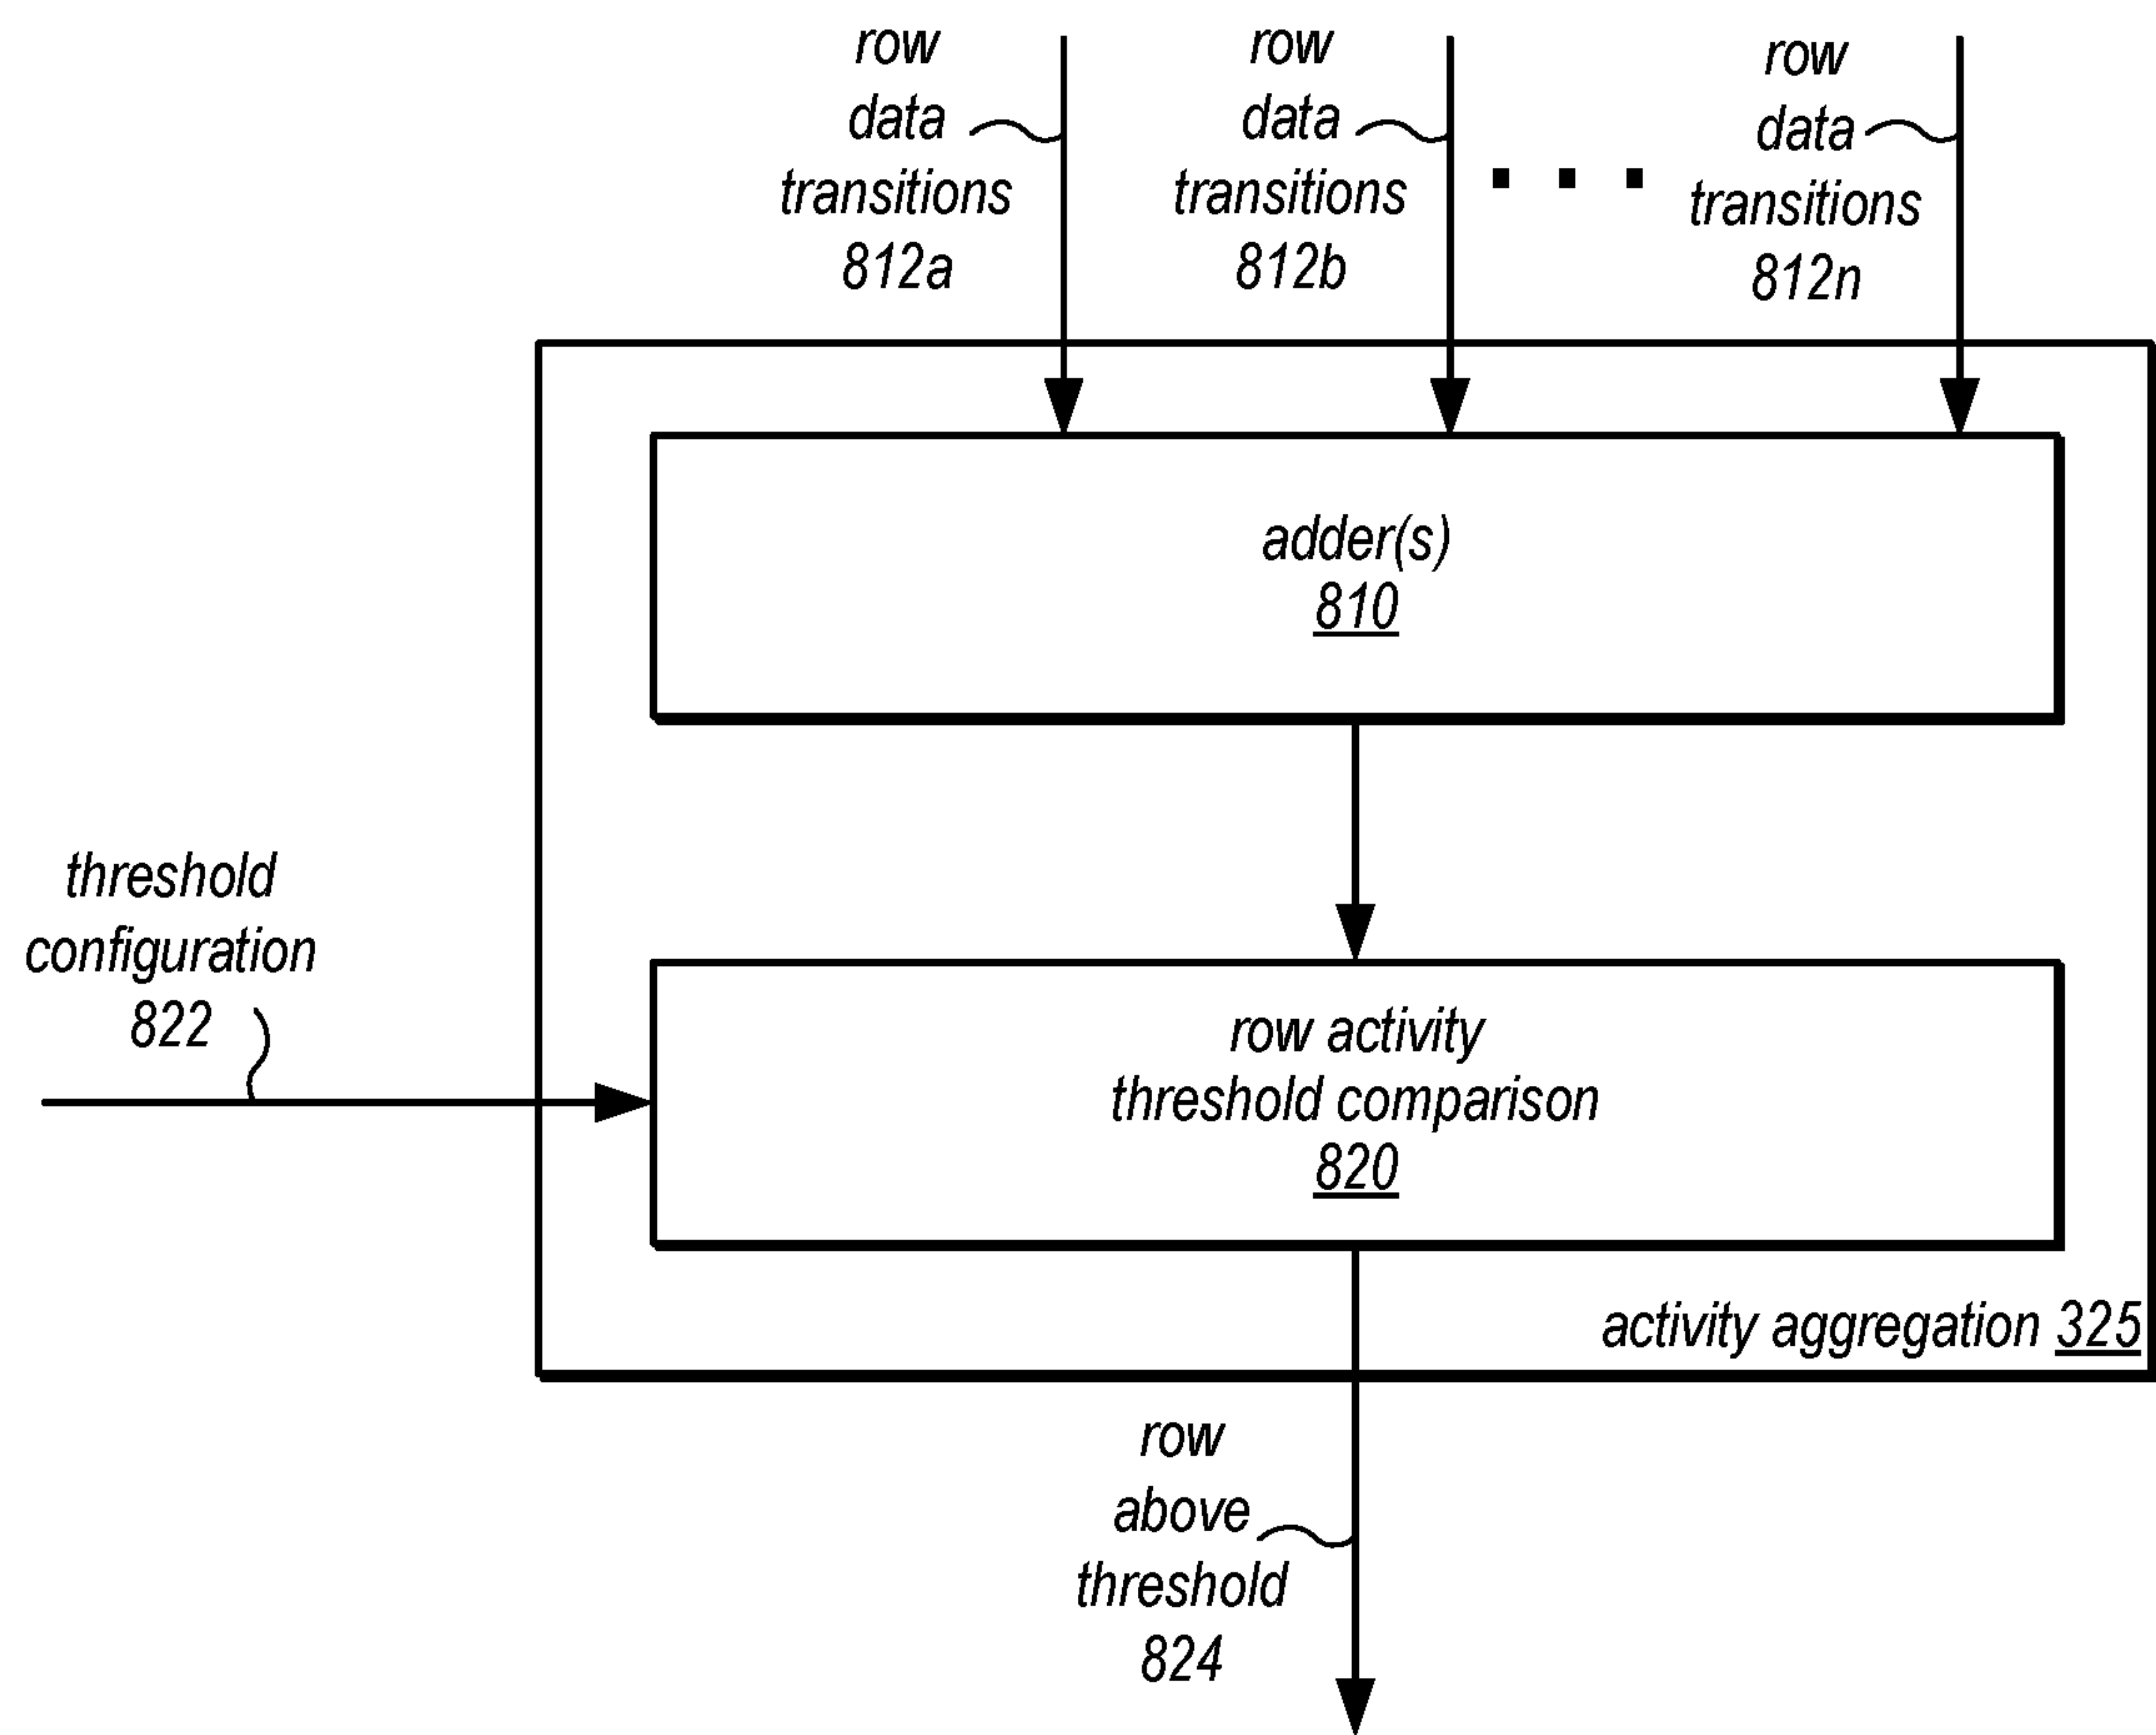 row
data
transitions
812a
row
data
transitions
812b
row
data
transitions
812n
adder(s)
810
threshold
configuration
822
row activity
threshold comparison
820
activity aggregation 325
row
above
threshold
824